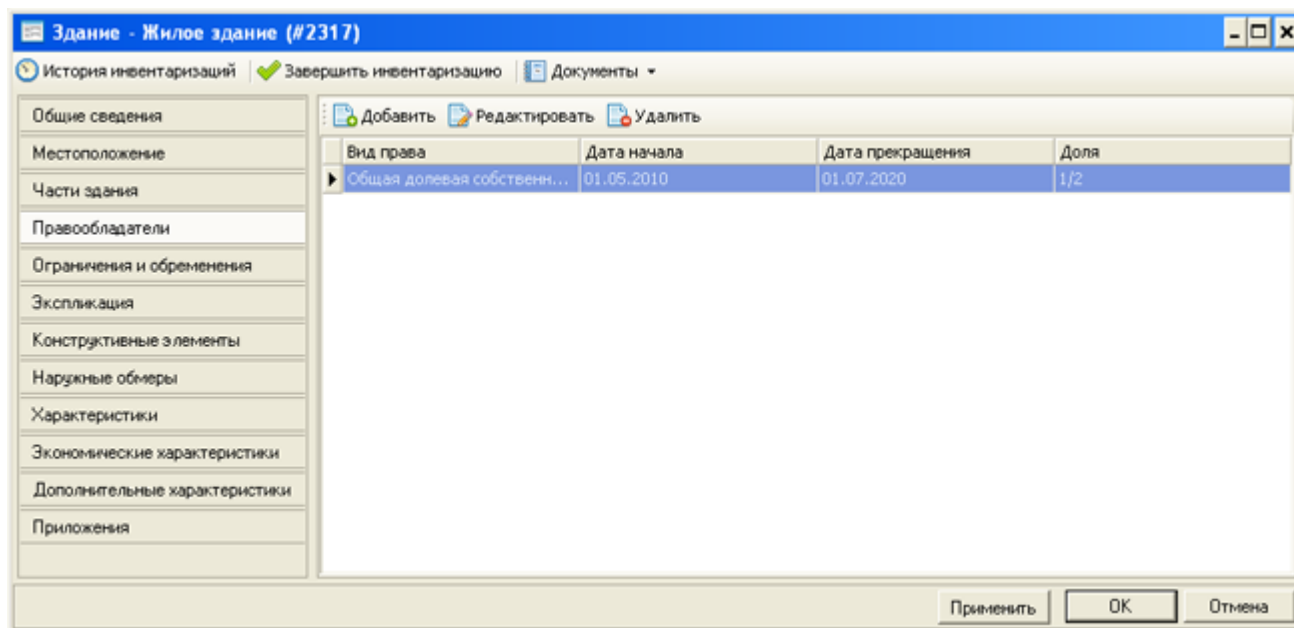 Здание - Жилое здание (#2317)
История инвентаризаций Завершить инвентаризацию Документы
Общие сведения
Местоположение
Части здания
Правообладатели
Ограничения и обременения
Экспликация
Конструктивные элементы
Наружные обмеры
Характеристики
Экономические характеристики
Дополнительные характеристики
Приложения
Добавить Редактировать Удалить
Вид права Дата начала Дата прекращения Доля
Общая долевая собственн... 01.05.2010 01.07.2020 1/2
Применить OK Отмена